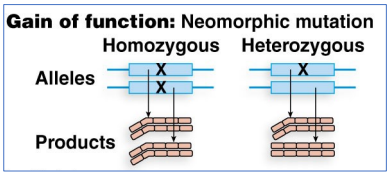 Gain of function: Neomorphic mutation
Homozygous Heterozygous
Alleles
X X
X
Products